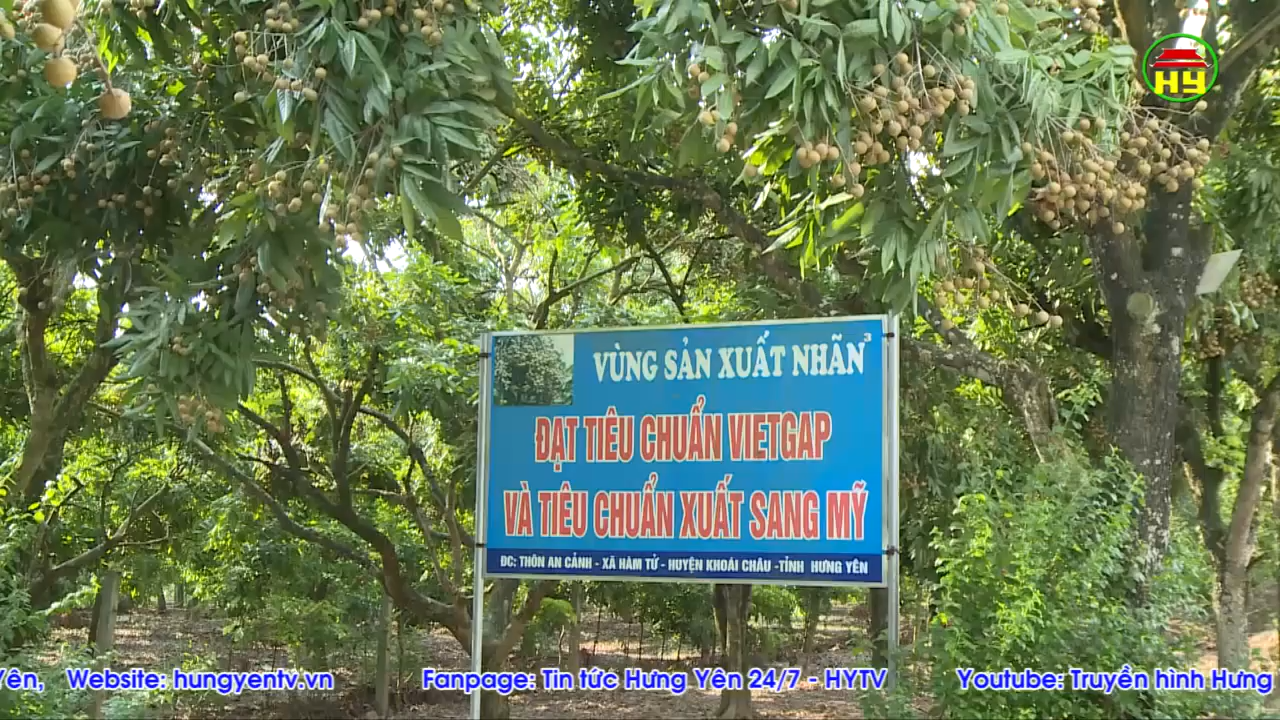 HY
VÙNG SẢN XUẤT NHÃN³
ĐẠT TIÊU CHUẨN VIETGAP
VÀ TIÊU CHUẨN XUẤT SANG MỸ
ĐC: THÔN AN CẢNH - XÃ HÀM TỬ - HUYỆN KHOÁI CHÂU -TỈNH HƯNG YÊN
Yên, Website: hungyentv.vn Fanpage: Tin tức Hưng Yên 24/7 - HYTV Youtube: Truyền hình Hưng